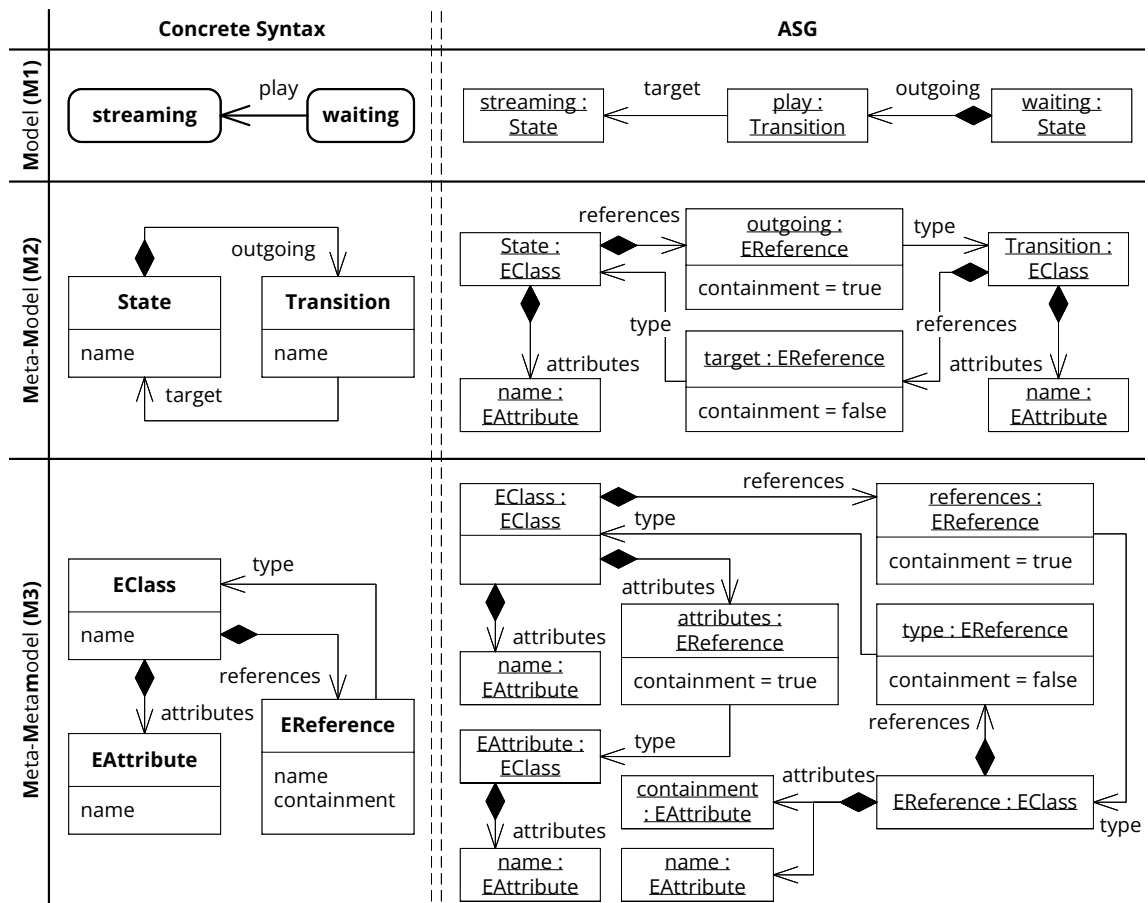 Concrete Syntax
ASG
Model (M1)
streaming
play
waiting
streaming :
State
target
play :
Transition
outgoing
waiting :
State
Meta-Model (M2)
outgoing
State
name
Transition
name
target
State :
EClass
references
outgoing :
EReference
containment = true
type
Transition :
EClass
type
references
target : EReference
containment = false
attributes
name :
EAttribute
attributes
name :
EAttribute
Meta-Metamodel (M3)
EClass
name
type
references
attributes
EAttribute
name
EReference
name
containment
EClass :
EClass
references
references :
EReference
containment = true
type
attributes
attributes :
EReference
containment = true
type : EReference
containment = false
attributes
name :
EAttribute
references
EAttribute :
EClass
type
attributes
containment
: EAttribute
EReference : EClass
type
attributes
name :
EAttribute
name :
EAttribute